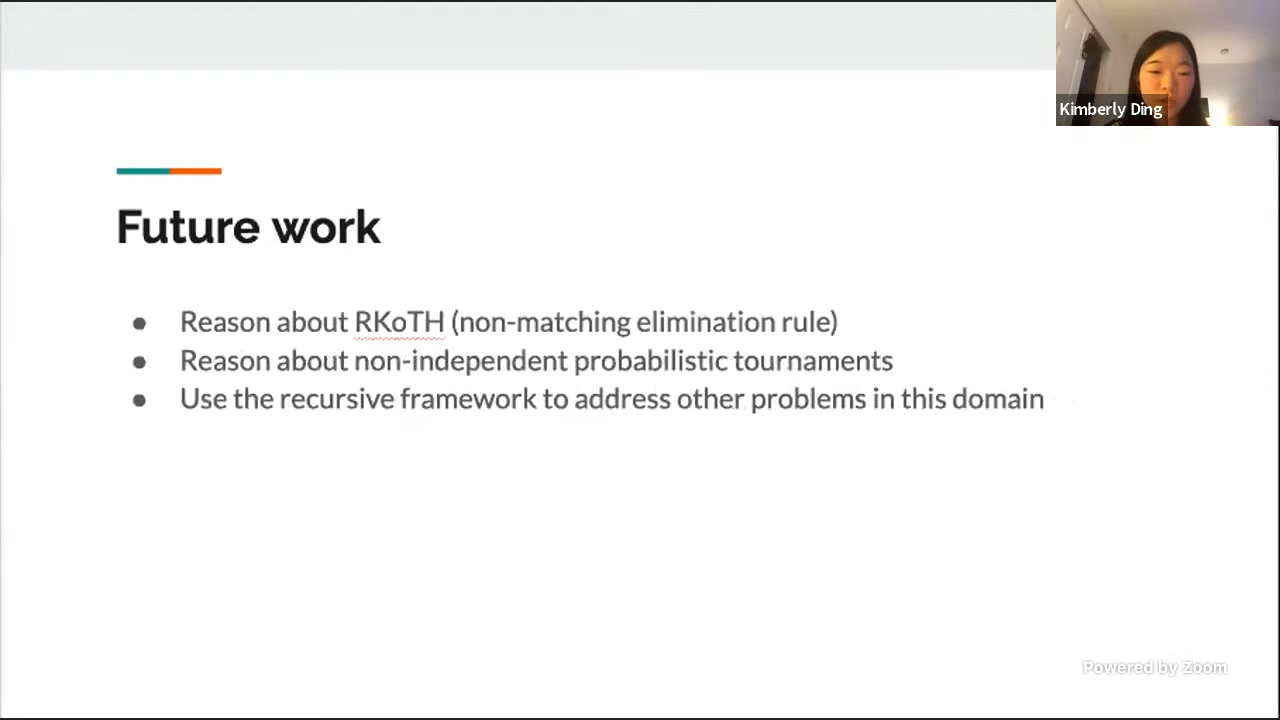 Kimberly Ding
Future work
● Reason about RKoTH (non-matching elimination rule)
● Reason about non-independent probabilistic tournaments
● Use the recursive framework to address other problems in this domain
Powered by Zoom